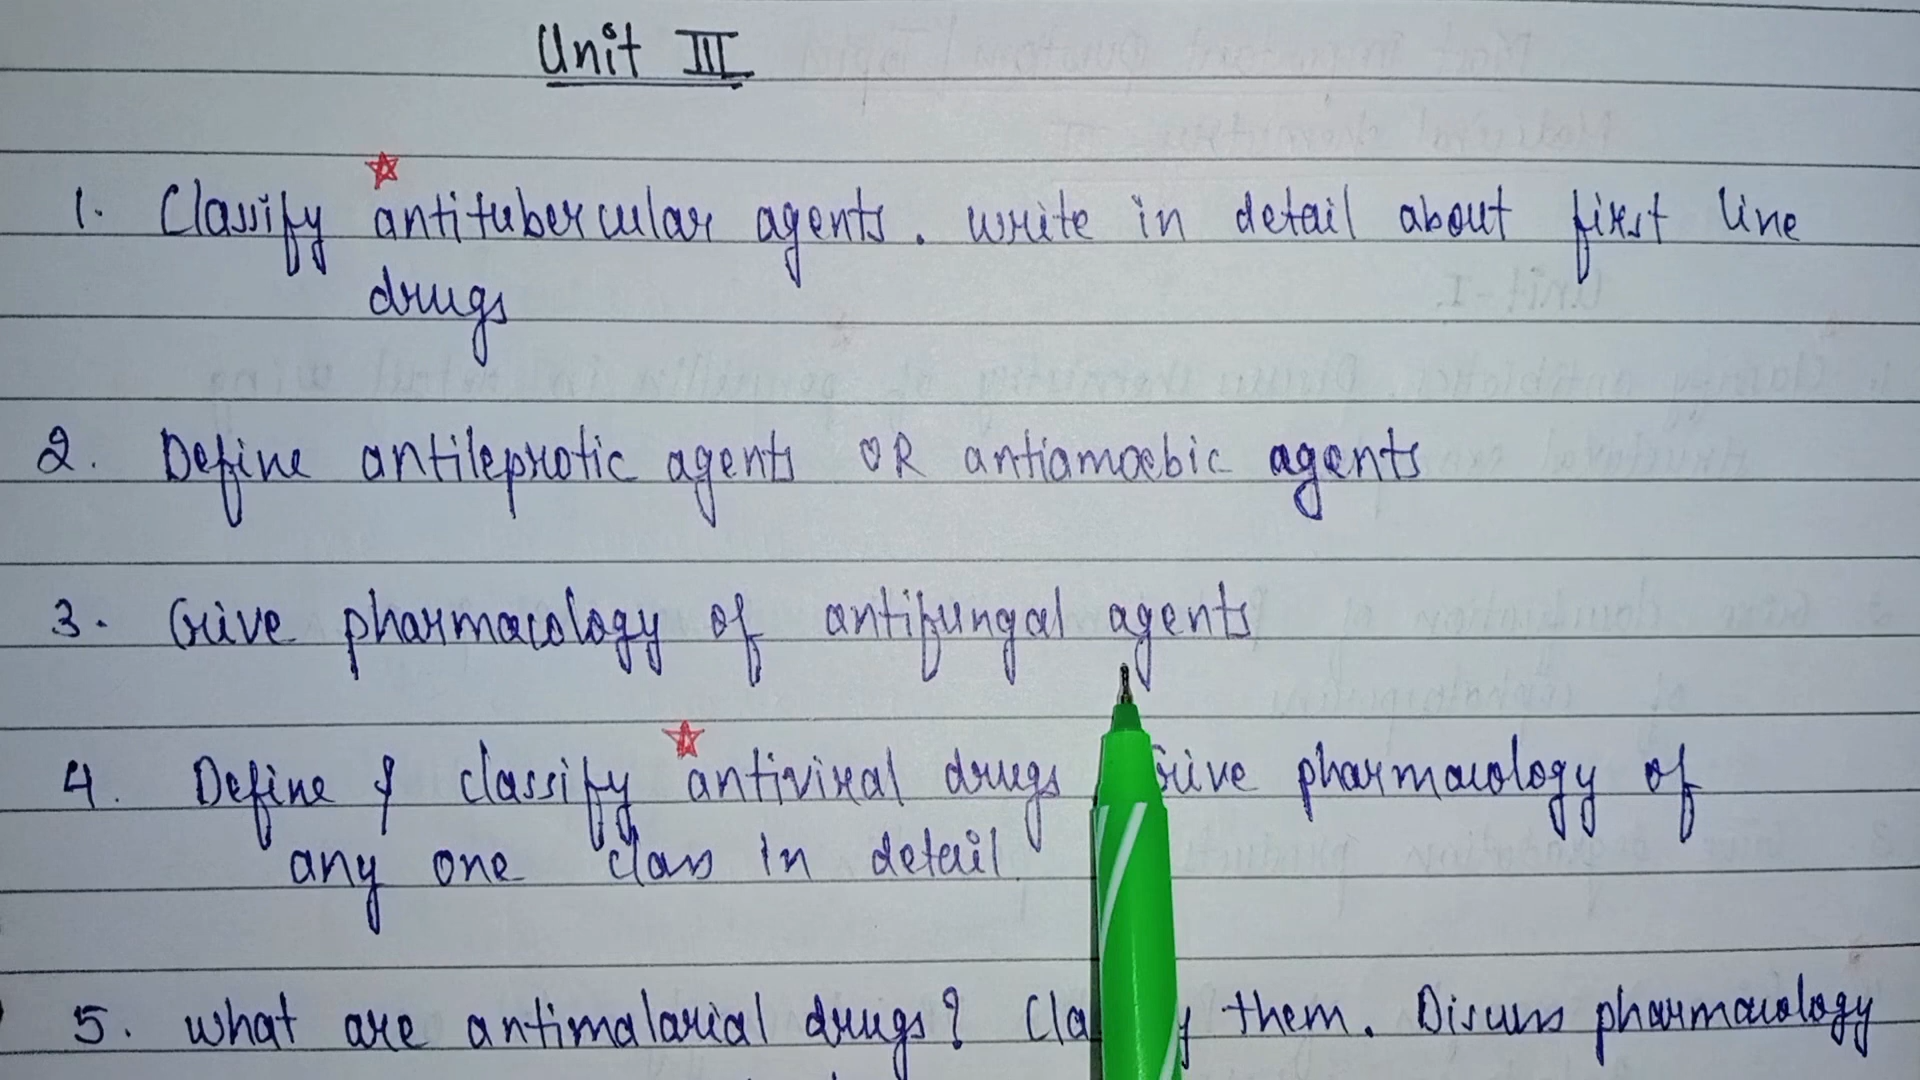 Unit III
1. Classify antitubercular agents. write in detail about first line
drugs
2. Define antileprotic agents OR antiamoebic agents
3. Give pharmacology of antifungal agents
4. Define & classify antiviral drugs Give pharmacology of
any one class in detail
5. What are antimalarial drugs? them. Discuss pharmacology